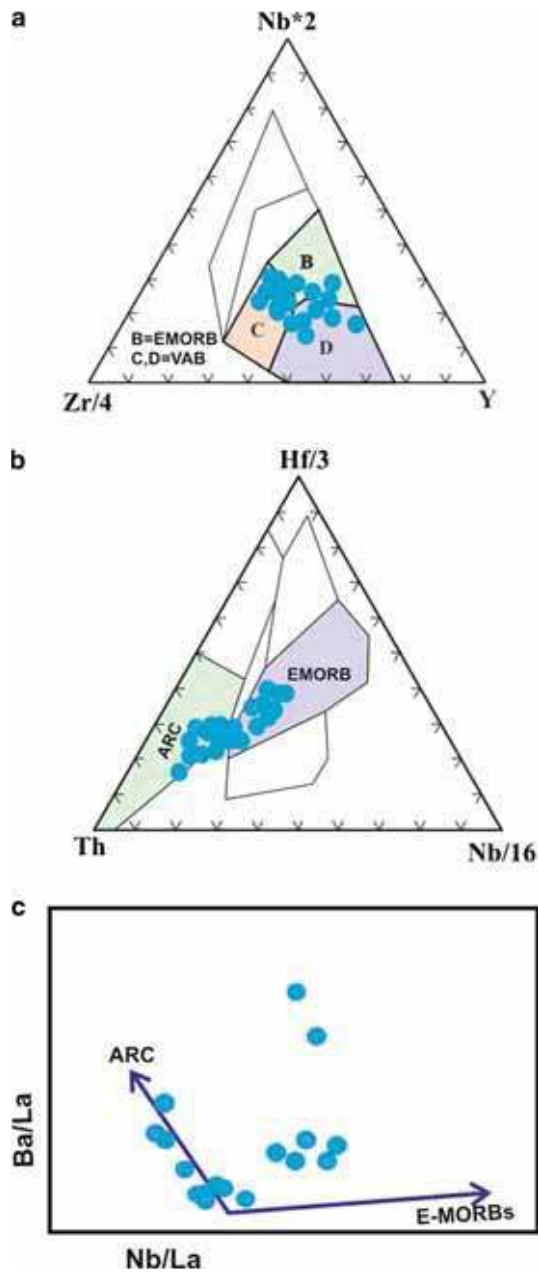 a
Nb*2
B
C
D
B=EMORB
C,D=VAB
Zr/4
Y
b
Hf/3
EMORB
ARC
Th
Nb/16
c
ARC
Ba/La
E-MORBs
Nb/La